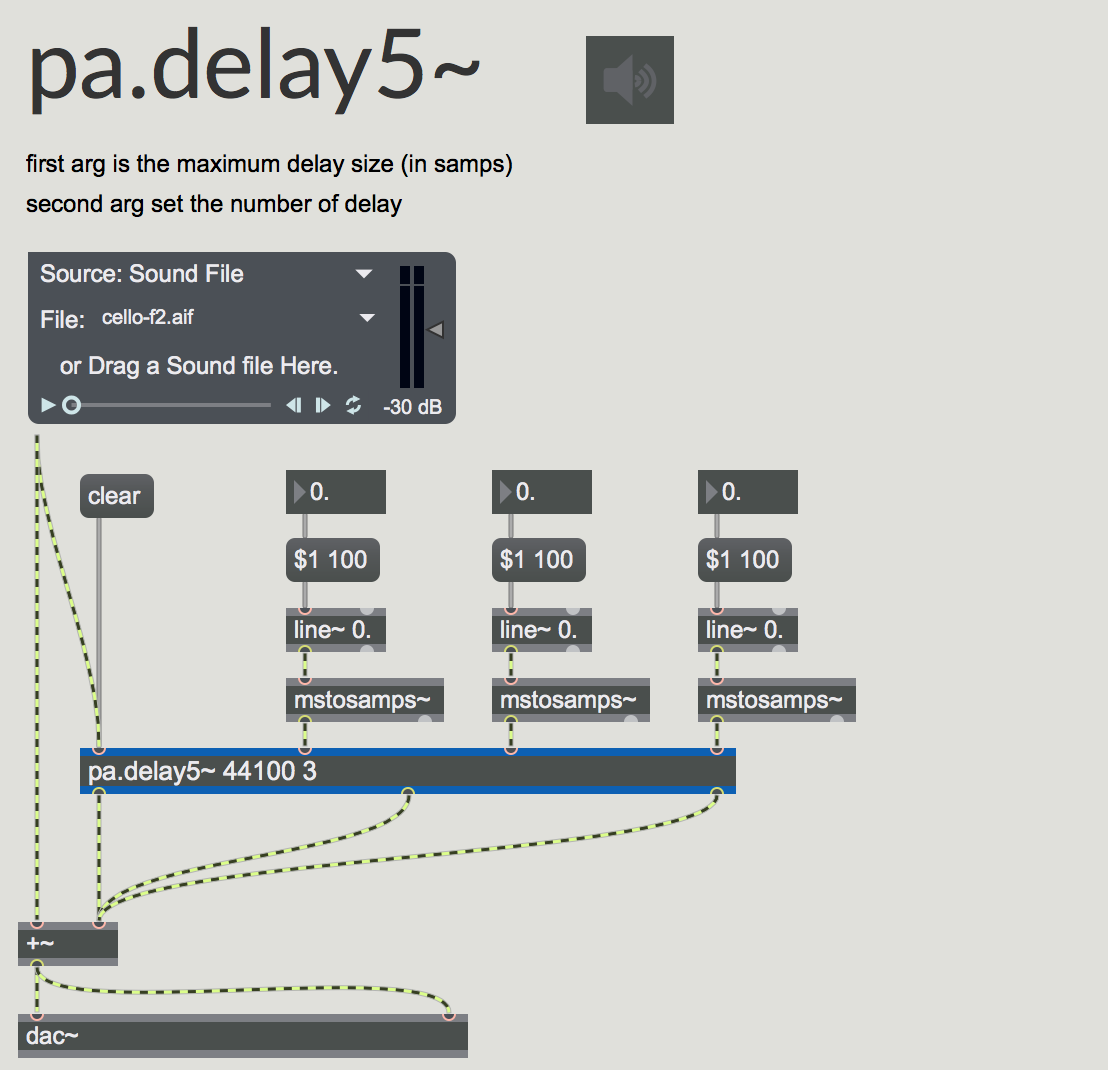 pa.delay5~
first arg is the maximum delay size (in samps)
second arg set the number of delay
Source: Sound File
File: cello-f2.aif
or Drag a Sound file Here.
-30 dB
clear
0. 0. 0.
$1 100 $1 100 $1 100
line~ 0. line~ 0. line~ 0.
mstosamps~ mstosamps~ mstosamps~
pa.delay5~ 44100 3
+~
dac~